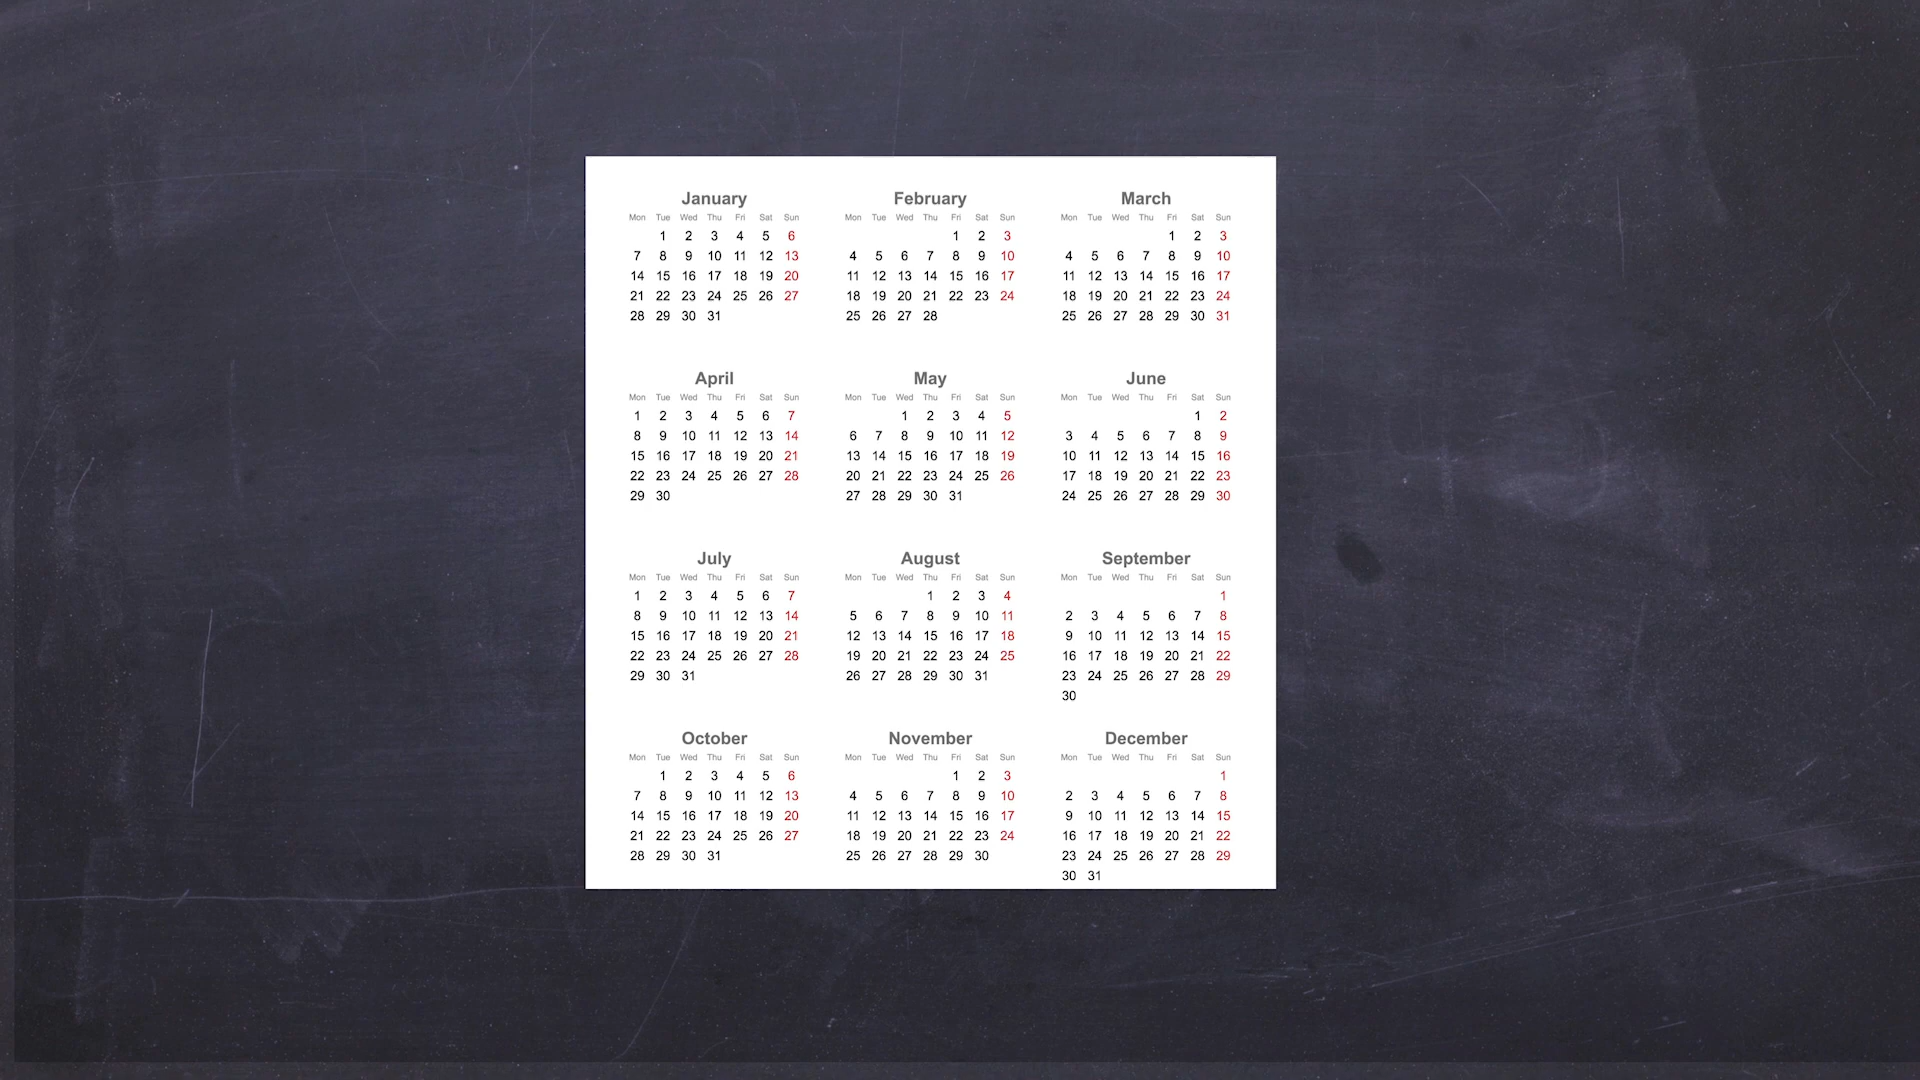 January
Mon Tue Wed Thu Fri Sat Sun
1 2 3 4 5 6
7 8 9 10 11 12 13
14 15 16 17 18 19 20
21 22 23 24 25 26 27
28 29 30 31
February
Mon Tue Wed Thu Fri Sat Sun
1 2 3
4 5 6 7 8 9 10
11 12 13 14 15 16 17
18 19 20 21 22 23 24
25 26 27 28
March
Mon Tue Wed Thu Fri Sat Sun
1 2 3
4 5 6 7 8 9 10
11 12 13 14 15 16 17
18 19 20 21 22 23 24
25 26 27 28 29 30 31
April
Mon Tue Wed Thu Fri Sat Sun
1 2 3 4 5 6 7
8 9 10 11 12 13 14
15 16 17 18 19 20 21
22 23 24 25 26 27 28
29 30
May
Mon Tue Wed Thu Fri Sat Sun
1 2 3 4 5
6 7 8 9 10 11 12
13 14 15 16 17 18 19
20 21 22 23 24 25 26
27 28 29 30 31
June
Mon Tue Wed Thu Fri Sat Sun
1 2
3 4 5 6 7 8 9
10 11 12 13 14 15 16
17 18 19 20 21 22 23
24 25 26 27 28 29 30
July
Mon Tue Wed Thu Fri Sat Sun
1 2 3 4 5 6 7
8 9 10 11 12 13 14
15 16 17 18 19 20 21
22 23 24 25 26 27 28
29 30 31
August
Mon Tue Wed Thu Fri Sat Sun
1 2 3 4
5 6 7 8 9 10 11
12 13 14 15 16 17 18
19 20 21 22 23 24 25
26 27 28 29 30 31
September
Mon Tue Wed Thu Fri Sat Sun
1
2 3 4 5 6 7 8
9 10 11 12 13 14 15
16 17 18 19 20 21 22
23 24 25 26 27 28 29
30
October
Mon Tue Wed Thu Fri Sat Sun
1 2 3 4 5 6
7 8 9 10 11 12 13
14 15 16 17 18 19 20
21 22 23 24 25 26 27
28 29 30 31
November
Mon Tue Wed Thu Fri Sat Sun
1 2 3
4 5 6 7 8 9 10
11 12 13 14 15 16 17
18 19 20 21 22 23 24
25 26 27 28 29 30
December
Mon Tue Wed Thu Fri Sat Sun
1
2 3 4 5 6 7 8
9 10 11 12 13 14 15
16 17 18 19 20 21 22
23 24 25 26 27 28 29
30 31